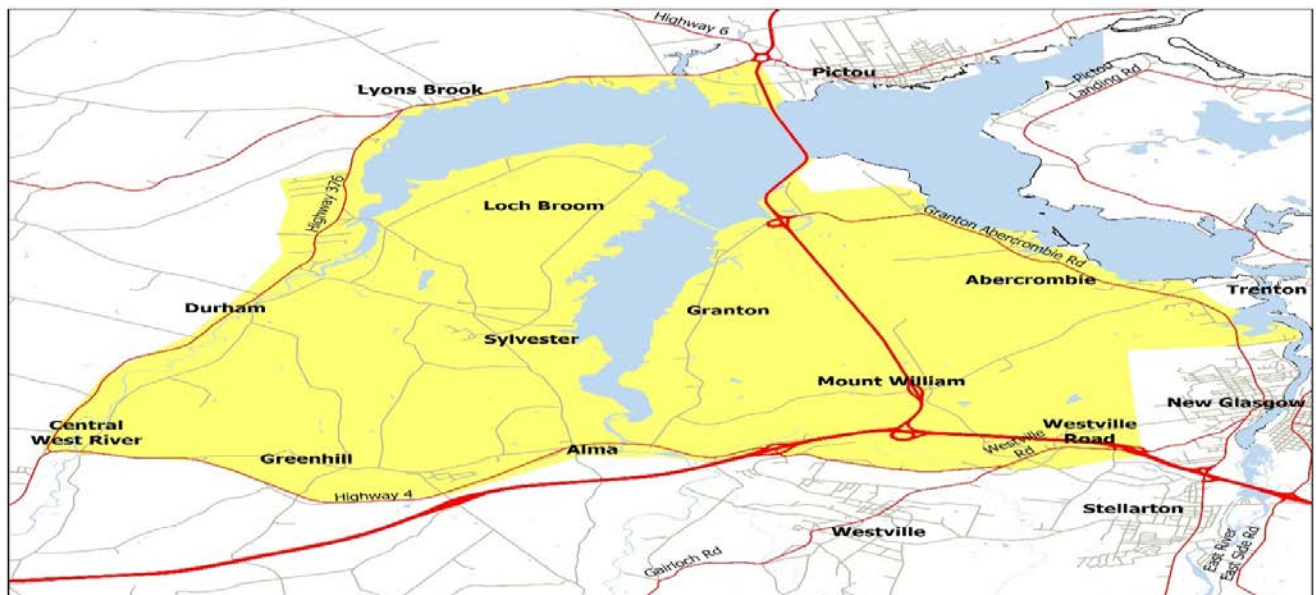 Highway 6
Pictou
Pictou
Landing Rd
Lyons Brook
Highway 376
Loch Broom
Granton Abercrombie Rd
Abercrombie
Trenton
Durham
Granton
Sylvester
Mount William
New Glasgow
Central
West River
Westville
Road
Westville
Rd
Greenhill
Alma
Highway 4
Stellarton
Westville
Gairloch Rd
East River
East Side Rd